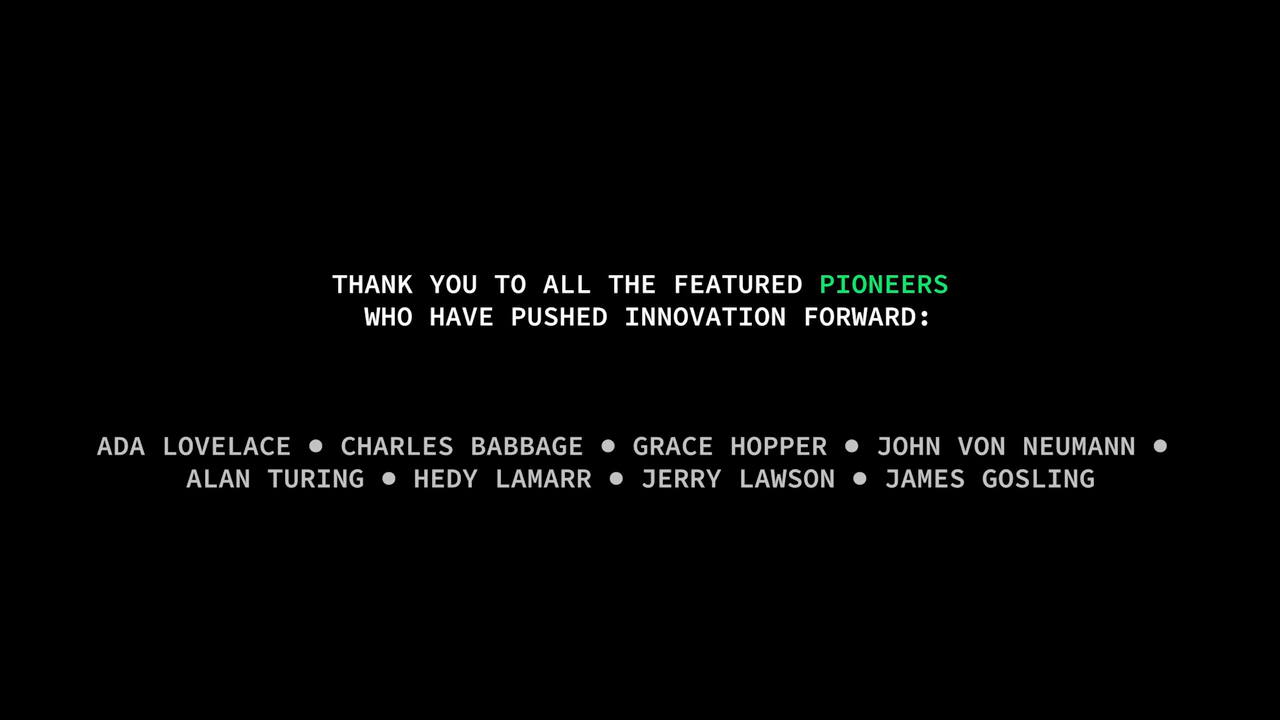 THANK YOU TO ALL THE FEATURED PIONEERS
WHO HAVE PUSHED INNOVATION FORWARD:
ADA LOVELACE ● CHARLES BABBAGE ● GRACE HOPPER ● JOHN VON NEUMANN ●
ALAN TURING ● HEDY LAMARR ● JERRY LAWSON ● JAMES GOSLING